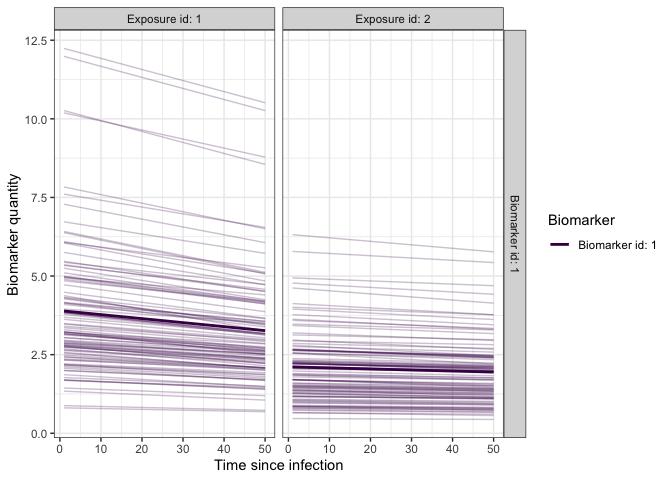 Exposure id: 1
Exposure id: 2
12.5
10.0
7.5
5.0
2.5
0.0
Biomarker quantity
0 10 20 30 40 50
0 10 20 30 40 50
Time since infection
Biomarker id: 1
Biomarker
Biomarker id: 1